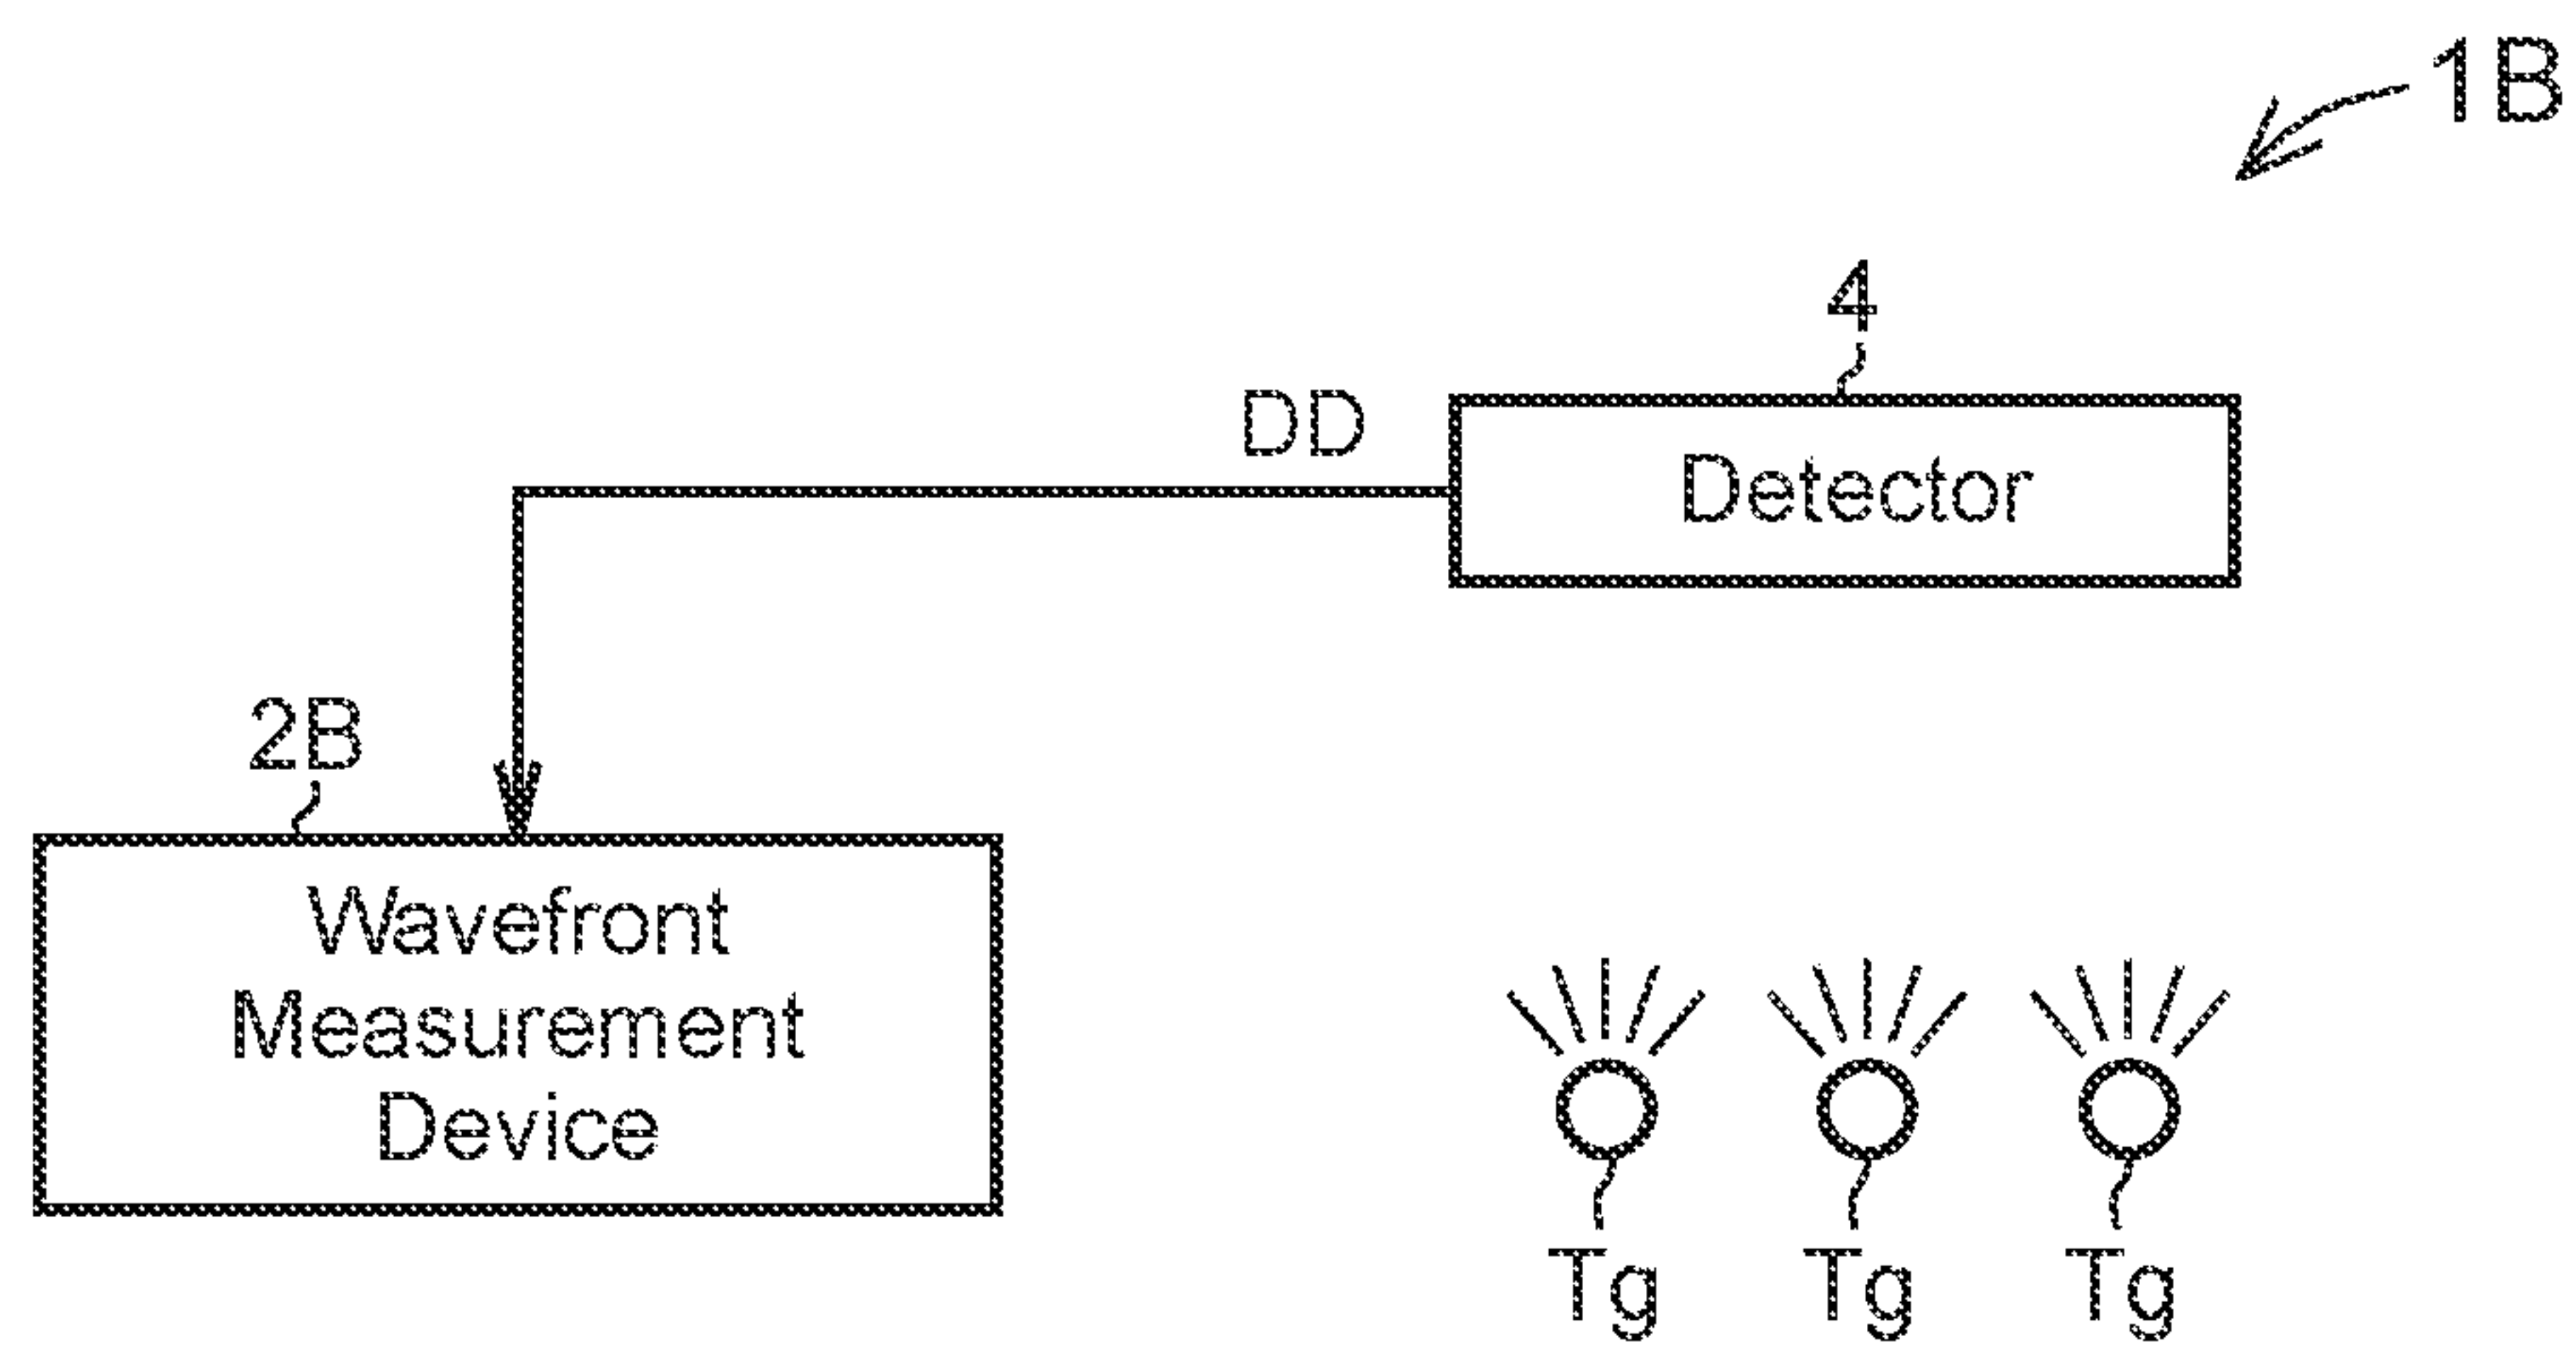 1B
4
DD
Detector
2B
Wavefront
Measurement
Device
Tg Tg Tg